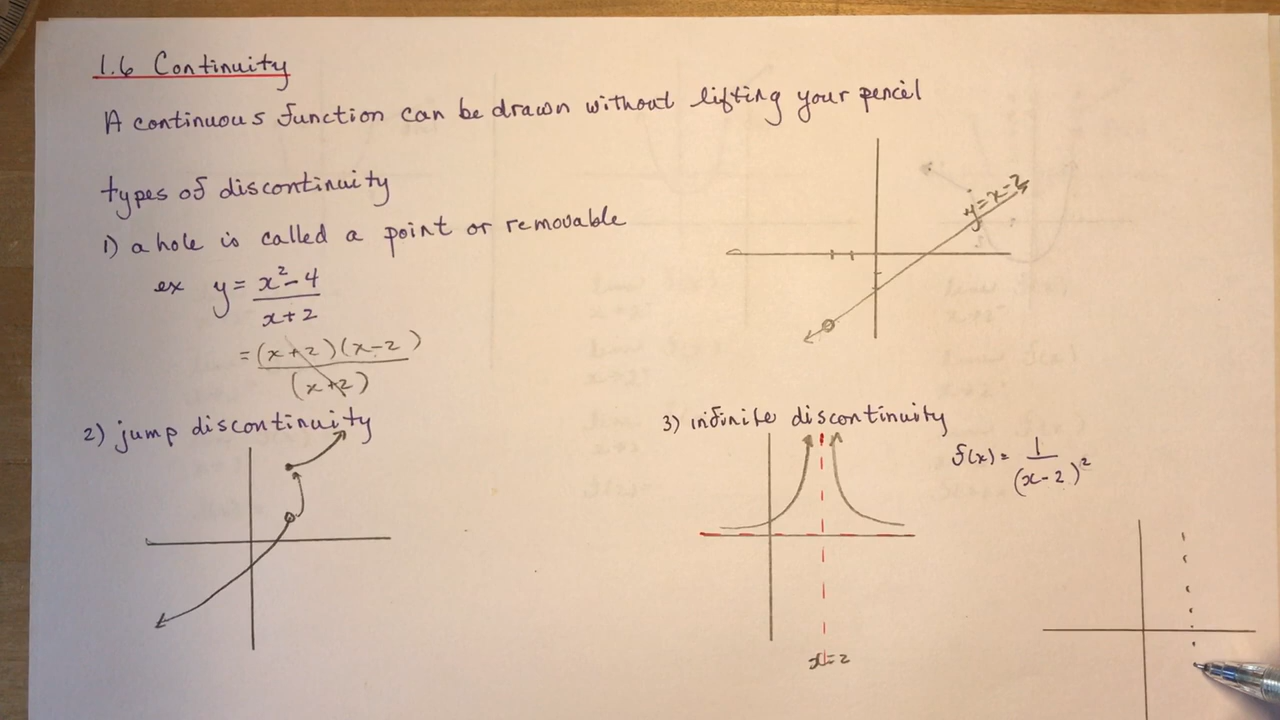 1.6 Continuity
A continuous function can be drawn without lifting your pencil
types of discontinuity
1) a hole is called a point or removable
ex y = x²-4 / x+2
= (x+2)(x-2) / (x+2)
y=x-2
2) jump discontinuity
3) infinite discontinuity
f(x) = 1 / (x-2)²
x=2